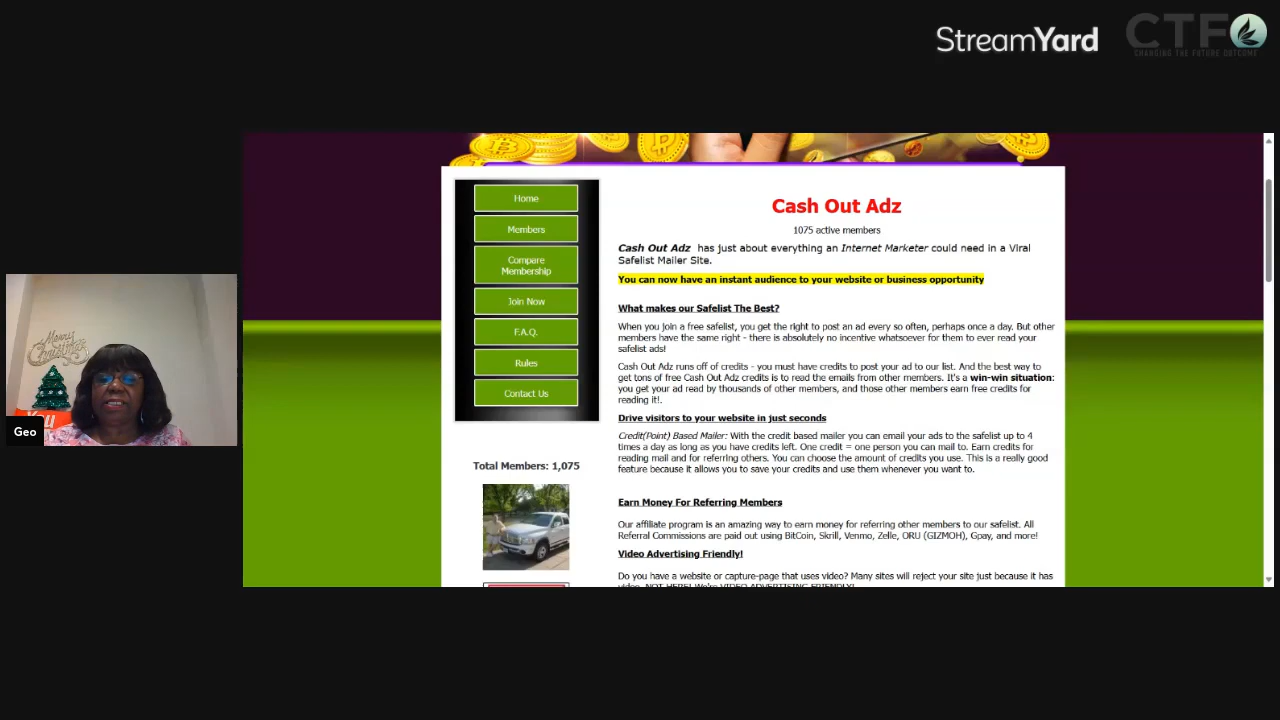 StreamYard
CTFO
CHANGING THE FUTURE OUTCOME
Merry
Christmas
You
Geo
Home
Members
Compare
Membership
Join Now
F.A.Q.
Rules
Contact Us
Total Members: 1,075
Cash Out Adz
1075 active members
Cash Out Adz has just about everything an Internet Marketer could need in a Viral
Safelist Mailer Site.
You can now have an instant audience to your website or business opportunity
What makes our Safelist The Best?
When you join a free safelist, you get the right to post an ad every so often, perhaps once a day. But other
members have the same right - there is absolutely no incentive whatsoever for them to ever read your
safelist ads!
Cash Out Adz runs off of credits - you must have credits to post your ad to our list. And the best way to
get tons of free Cash Out Adz credits is to read the emails from other members. It's a win-win situation:
you get your ad read by thousands of other members, and those other members earn free credits for
reading it!.
Drive visitors to your website in just seconds
Credit(Point) Based Mailer: With the credit based mailer you can email your ads to the safelist up to 4
times a day as long as you have credits left. One credit = one person you can mail to. Earn credits for
reading mail and for referring others. You can choose the amount of credits you use. This is a really good
feature because it allows you to save your credits and use them whenever you want to.
Earn Money For Referring Members
Our affiliate program is an amazing way to earn money for referring other members to our safelist. All
Referral Commissions are paid out using BitCoin, Skrill, Venmo, Zelle, ORU (GIZMOH), Gpay, and more!
Video Advertising Friendly!
Do you have a website or capture-page that uses video? Many sites will reject your site just because it has
video. NOT HERE! We're VIDEO ADVERTISING FRIENDLY!